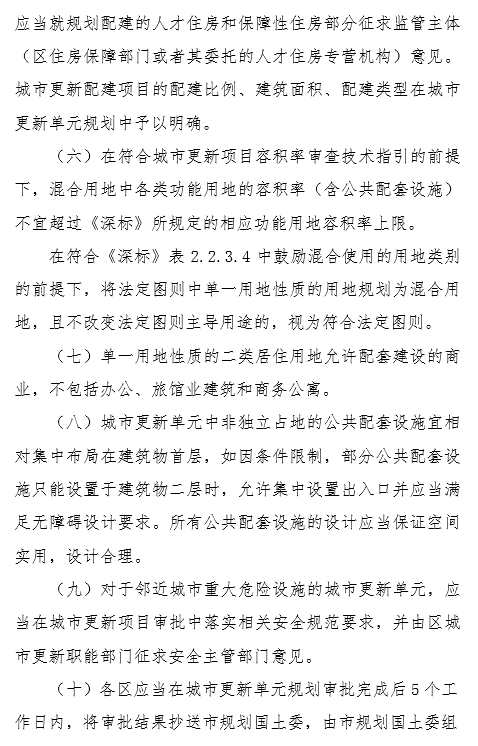 应当就规划配建的人才住房和保障性住房部分征求监管主体
（区住房保障部门或者其委托的人才住房专营机构）意见。
城市更新配建项目的配建比例、建筑面积、配建类型在城市
更新单元规划中予以明确。
（六）在符合城市更新项目容积率审查技术指引的前提
下，混合用地中各类功能用地的容积率（含公共配套设施）
不宜超过《深标》所规定的相应功能用地容积率上限。
在符合《深标》表 2.2.3.4 中鼓励混合使用的用地类别
的前提下，将法定图则中单一用地性质的用地规划为混合用
地，且不改变法定图则主导用途的，视为符合法定图则。
（七）单一用地性质的二类居住用地允许配套建设的商
业，不包括办公、旅馆业建筑和商务公寓。
（八）城市更新单元中非独立占地的公共配套设施宜相
对集中布局在建筑物首层，如因条件限制，部分公共配套设
施只能设置于建筑物二层时，允许集中设置出入口并应当满
足无障碍设计要求。所有公共配套设施的设计应当保证空间
实用，设计合理。
（九）对于邻近城市重大危险设施的城市更新单元，应
当在城市更新项目审批中落实相关安全规范要求，并由区城
市更新职能部门征求安全主管部门意见。
（十）各区应当在城市更新单元规划审批完成后 5 个工
作日内，将审批结果抄送市规划国土委，由市规划国土委组